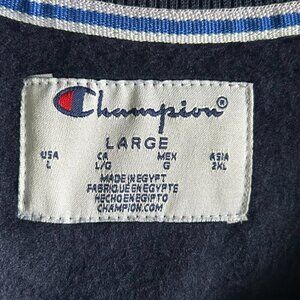 Champion®
LARGE
USA CA MEX ASIA
L L/G G 2XL
MADE IN EGYPT
FABRIQUE EN EGYPTE
HECHO EN EGIPTO
CHAMPION.COM